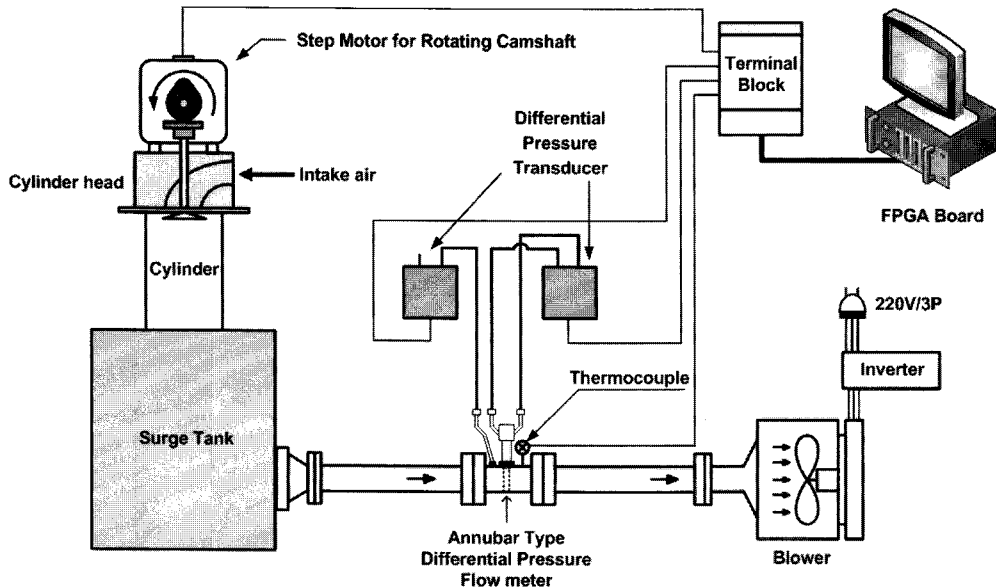 Step Motor for Rotating Camshaft
Terminal
Block
Differential
Pressure
Transducer
Cylinder head
Intake air
FPGA Board
Cylinder
220V/3P
Inverter
Thermocouple
Surge Tank
Annubar Type
Differential Pressure
Flow meter
Blower